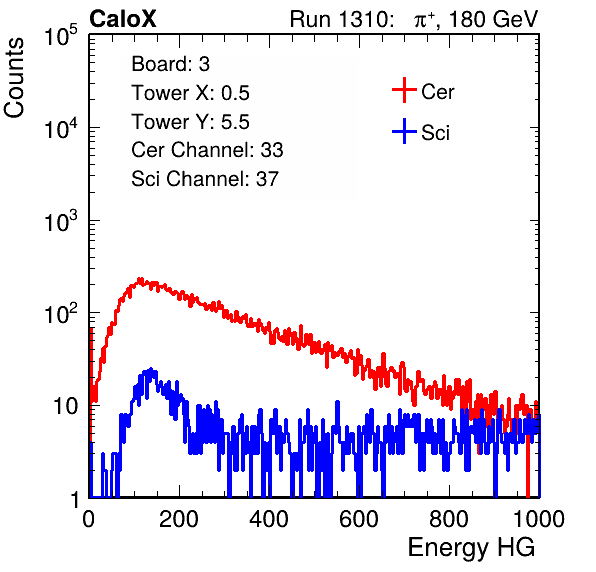 CaloX Run 1310: π⁺, 180 GeV
Counts
10⁵
10⁴
10³
10²
10
1
Board: 3
Tower X: 0.5
Tower Y: 5.5
Cer Channel: 33
Sci Channel: 37
Cer
Sci
0 200 400 600 800 1000
Energy HG